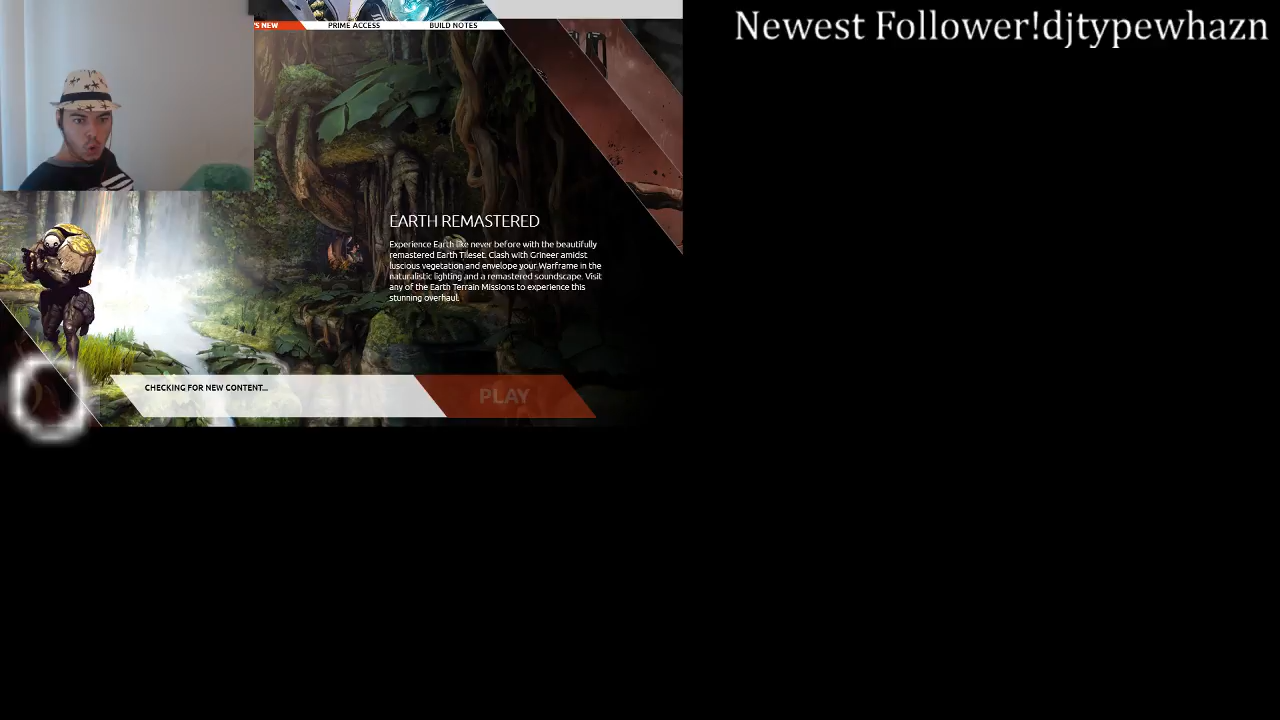 Newest Follower!djtypewhazn
'S NEW
PRIME ACCESS
BUILD NOTES
EARTH REMASTERED
Experience Earth like never before with the beautifully
remastered Earth Tileset. Clash with Grineer amidst
luscious vegetation and envelope your Warframe in the
naturalistic lighting and a remastered soundscape. Visit
any of the Earth Terrain Missions to experience this
stunning overhaul.
CHECKING FOR NEW CONTENT...
PLAY